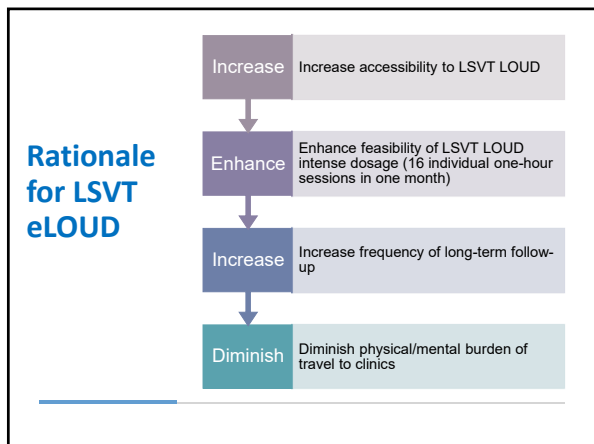 Rationale
for LSVT
eLOUD
Increase
Increase accessibility to LSVT LOUD
Enhance
Enhance feasibility of LSVT LOUD
intense dosage (16 individual one-hour
sessions in one month)
Increase
Increase frequency of long-term follow-
up
Diminish
Diminish physical/mental burden of
travel to clinics